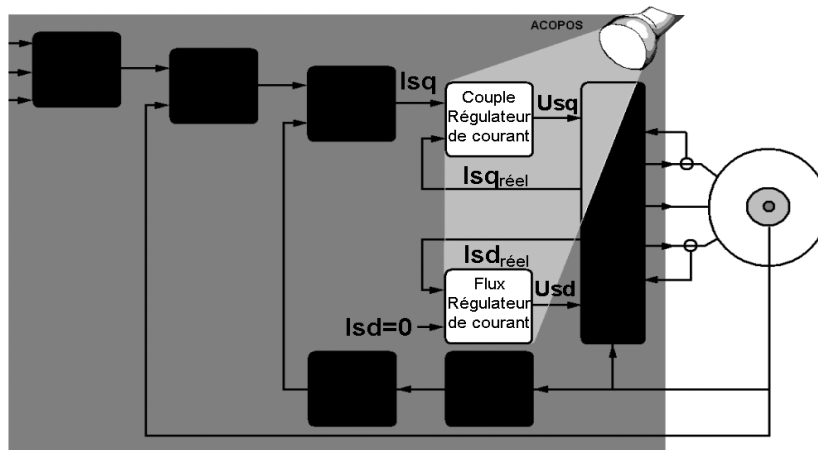 ACOPOS
Isq
Couple
Régulateur
de courant
Usq
Isqréel
Isdréel
Flux
Régulateur
de courant
Usd
Isd=0